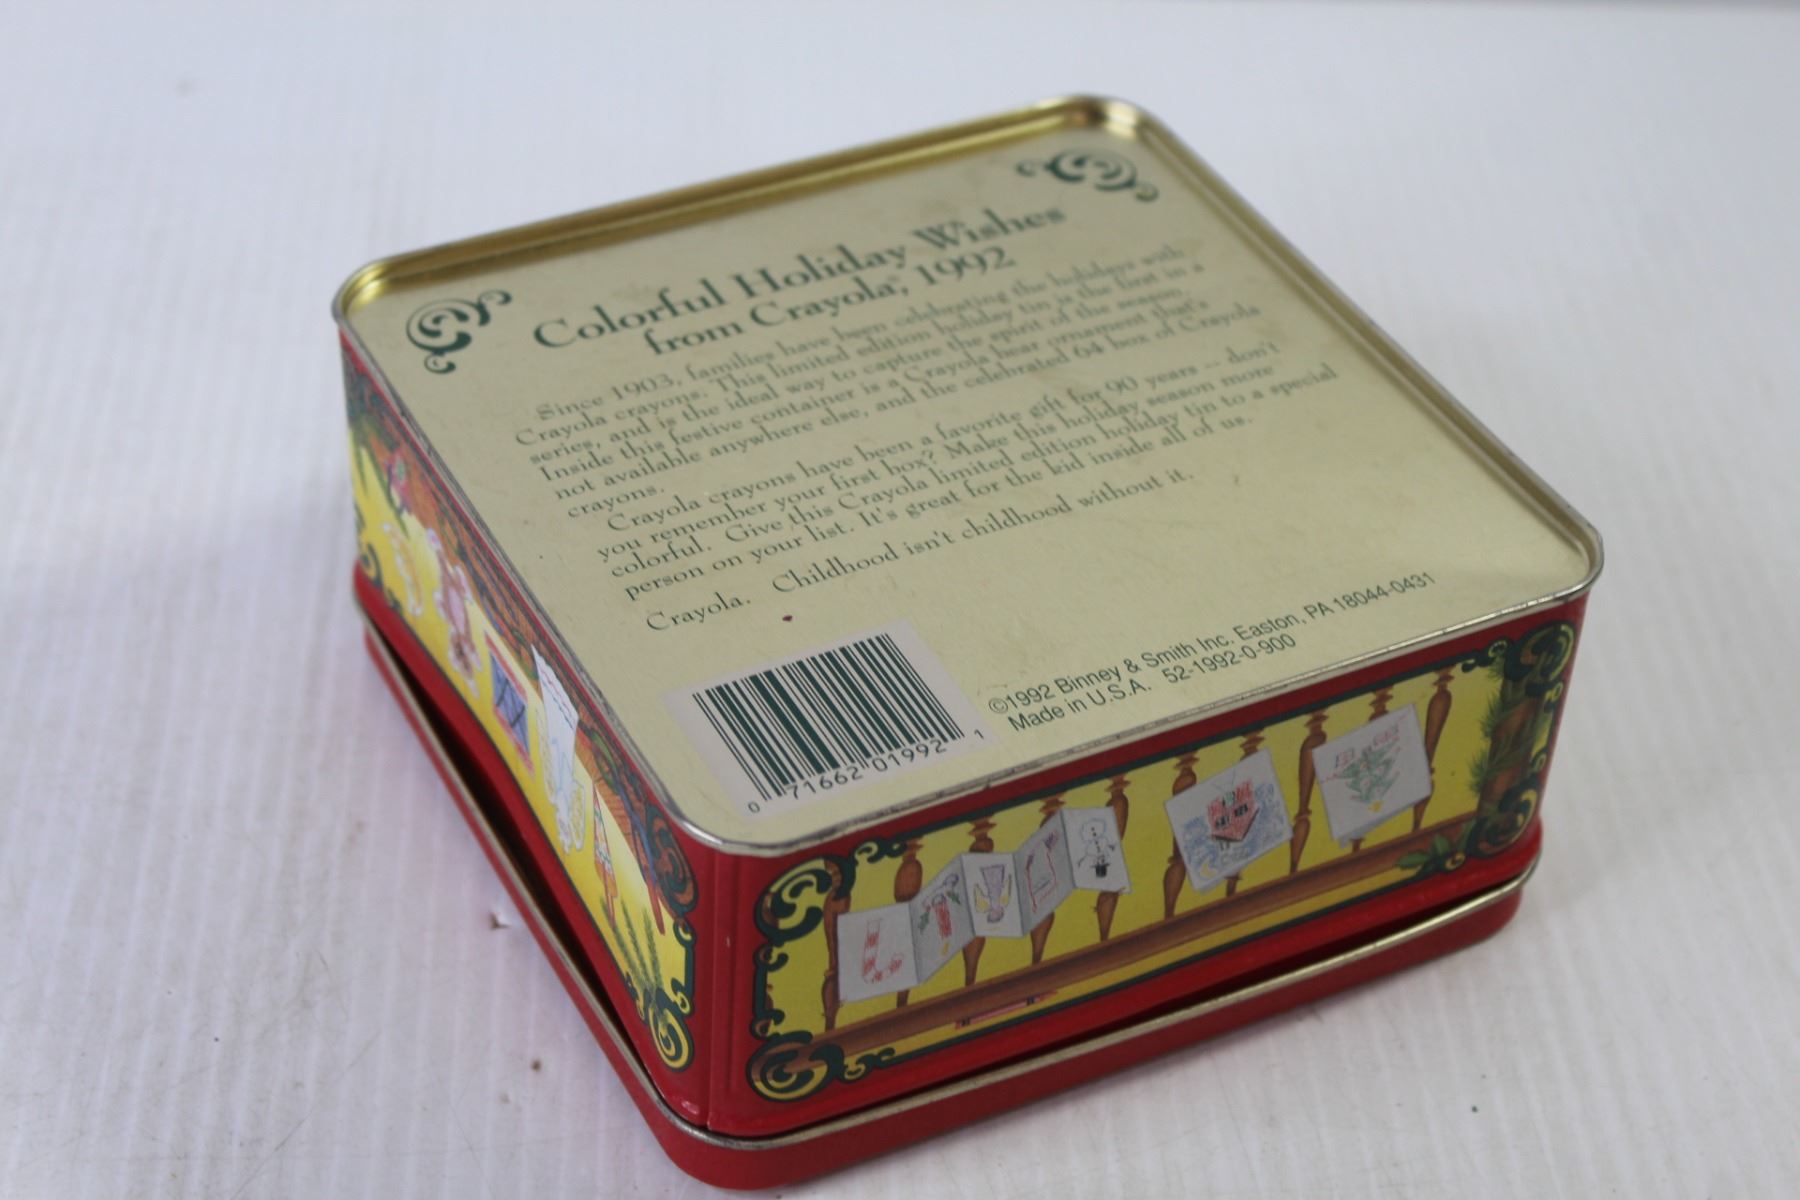 Colorful Holiday Wishes
from Crayola®, 1992
Since 1903, families have been celebrating the holidays with
Crayola crayons. This limited edition holiday tin is the first in a
series, and is the ideal way to capture the spirit of the season.
Inside this festive container is a Crayola bear ornament that's
not available anywhere else, and the celebrated 64 box of Crayola
crayons.
Crayola crayons have been a favorite gift for 90 years -- don't
you remember your first box? Make this holiday season more
colorful. Give this Crayola limited edition holiday tin to a special
person on your list. It's great for the kid inside all of us.
Crayola. Childhood isn't childhood without it.
©1992 Binney & Smith Inc. Easton, PA 18044-0431
Made in U.S.A. 52-1992-0-900
0 71662 01992 1